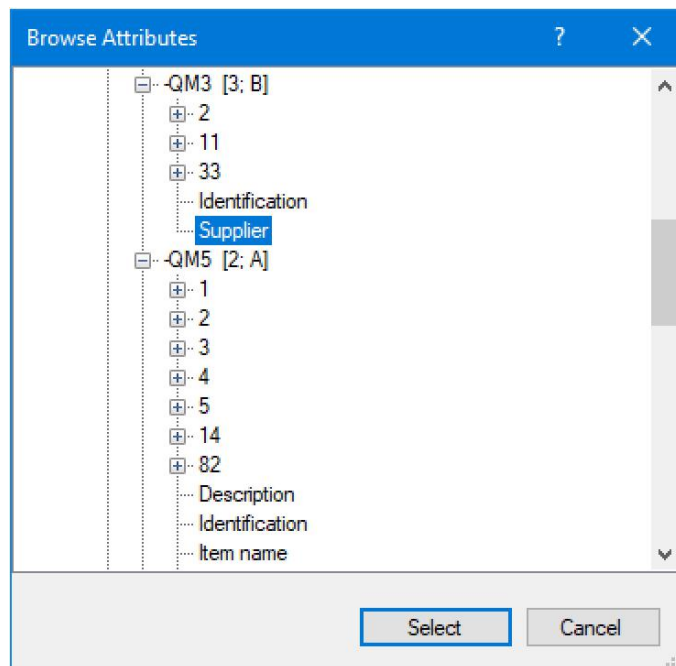 Browse Attributes ?
-QM3 [3; B]
2
11
33
Identification
Supplier
-QM5 [2; A]
1
2
3
4
5
14
82
Description
Identification
Item name
Select Cancel